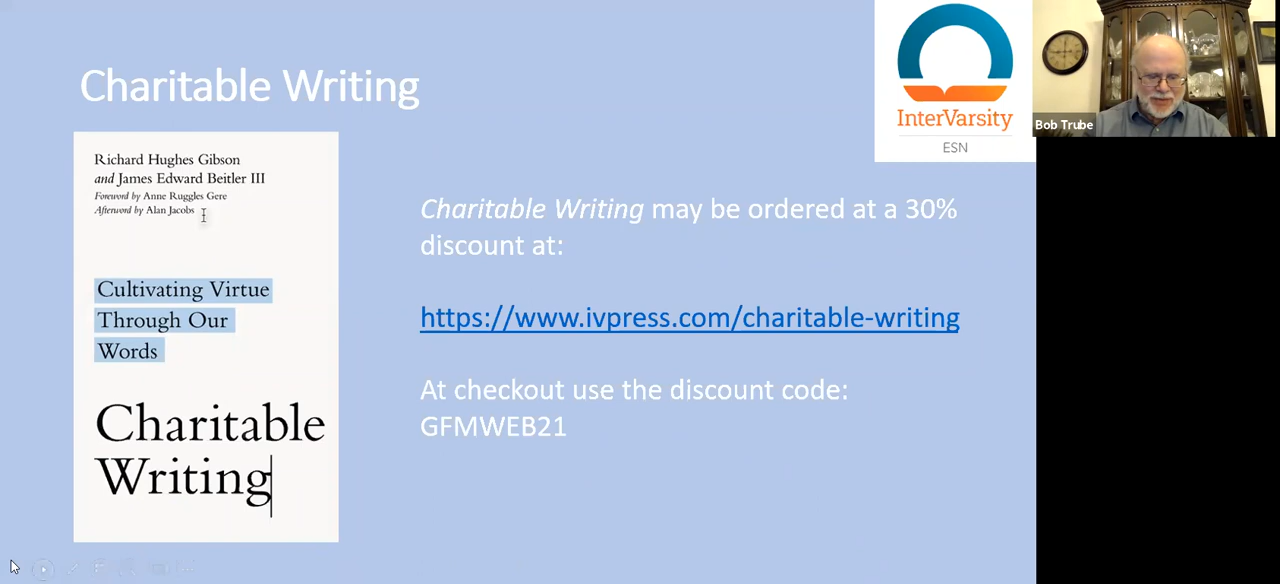 Charitable Writing
Richard Hughes Gibson
and James Edward Beitler III
Foreword by Anne Ruggles Gere
Afterword by Alan Jacobs
Cultivating Virtue
Through Our
Words
Charitable
Writing
Charitable Writing may be ordered at a 30%
discount at:
https://www.ivpress.com/charitable-writing
At checkout use the discount code:
GFMWEB21
InterVarsity
ESN
Bob Trube